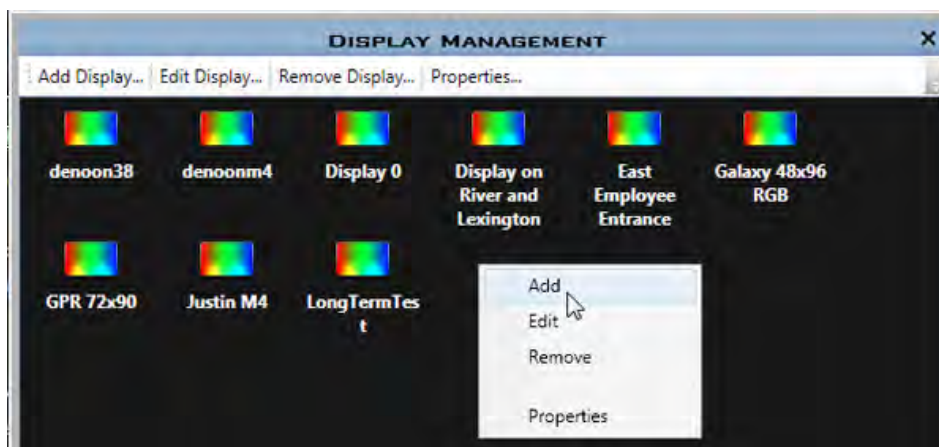 DISPLAY MANAGEMENT
Add Display... Edit Display... Remove Display... Properties...
denoon38 denoonm4 Display 0 Display on East Galaxy 48x96
River and Employee RGB
Lexington Entrance
GPR 72x90 Justin M4 LongTermTes
t
Add
Edit
Remove
Properties